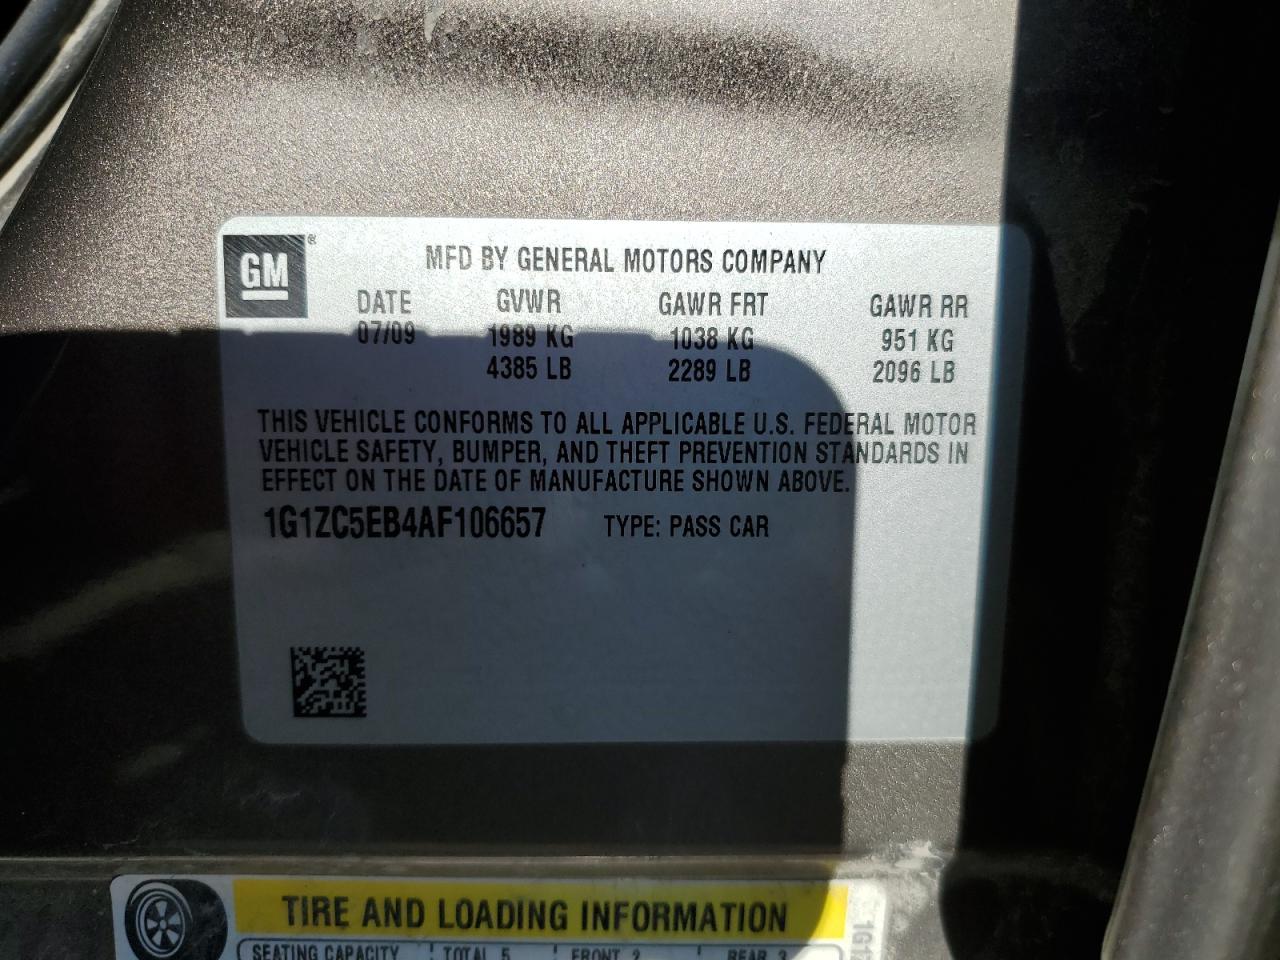 GM®
MFD BY GENERAL MOTORS COMPANY
DATE GVWR GAWR FRT GAWR RR
07/09 1989 KG 1038 KG 951 KG
4385 LB 2289 LB 2096 LB
THIS VEHICLE CONFORMS TO ALL APPLICABLE U.S. FEDERAL MOTOR
VEHICLE SAFETY, BUMPER, AND THEFT PREVENTION STANDARDS IN
EFFECT ON THE DATE OF MANUFACTURE SHOWN ABOVE.
1G1ZC5EB4AF106657 TYPE: PASS CAR
TIRE AND LOADING INFORMATION
SEATING CAPACITY TOTAL 5 FRONT 2 REAR 3